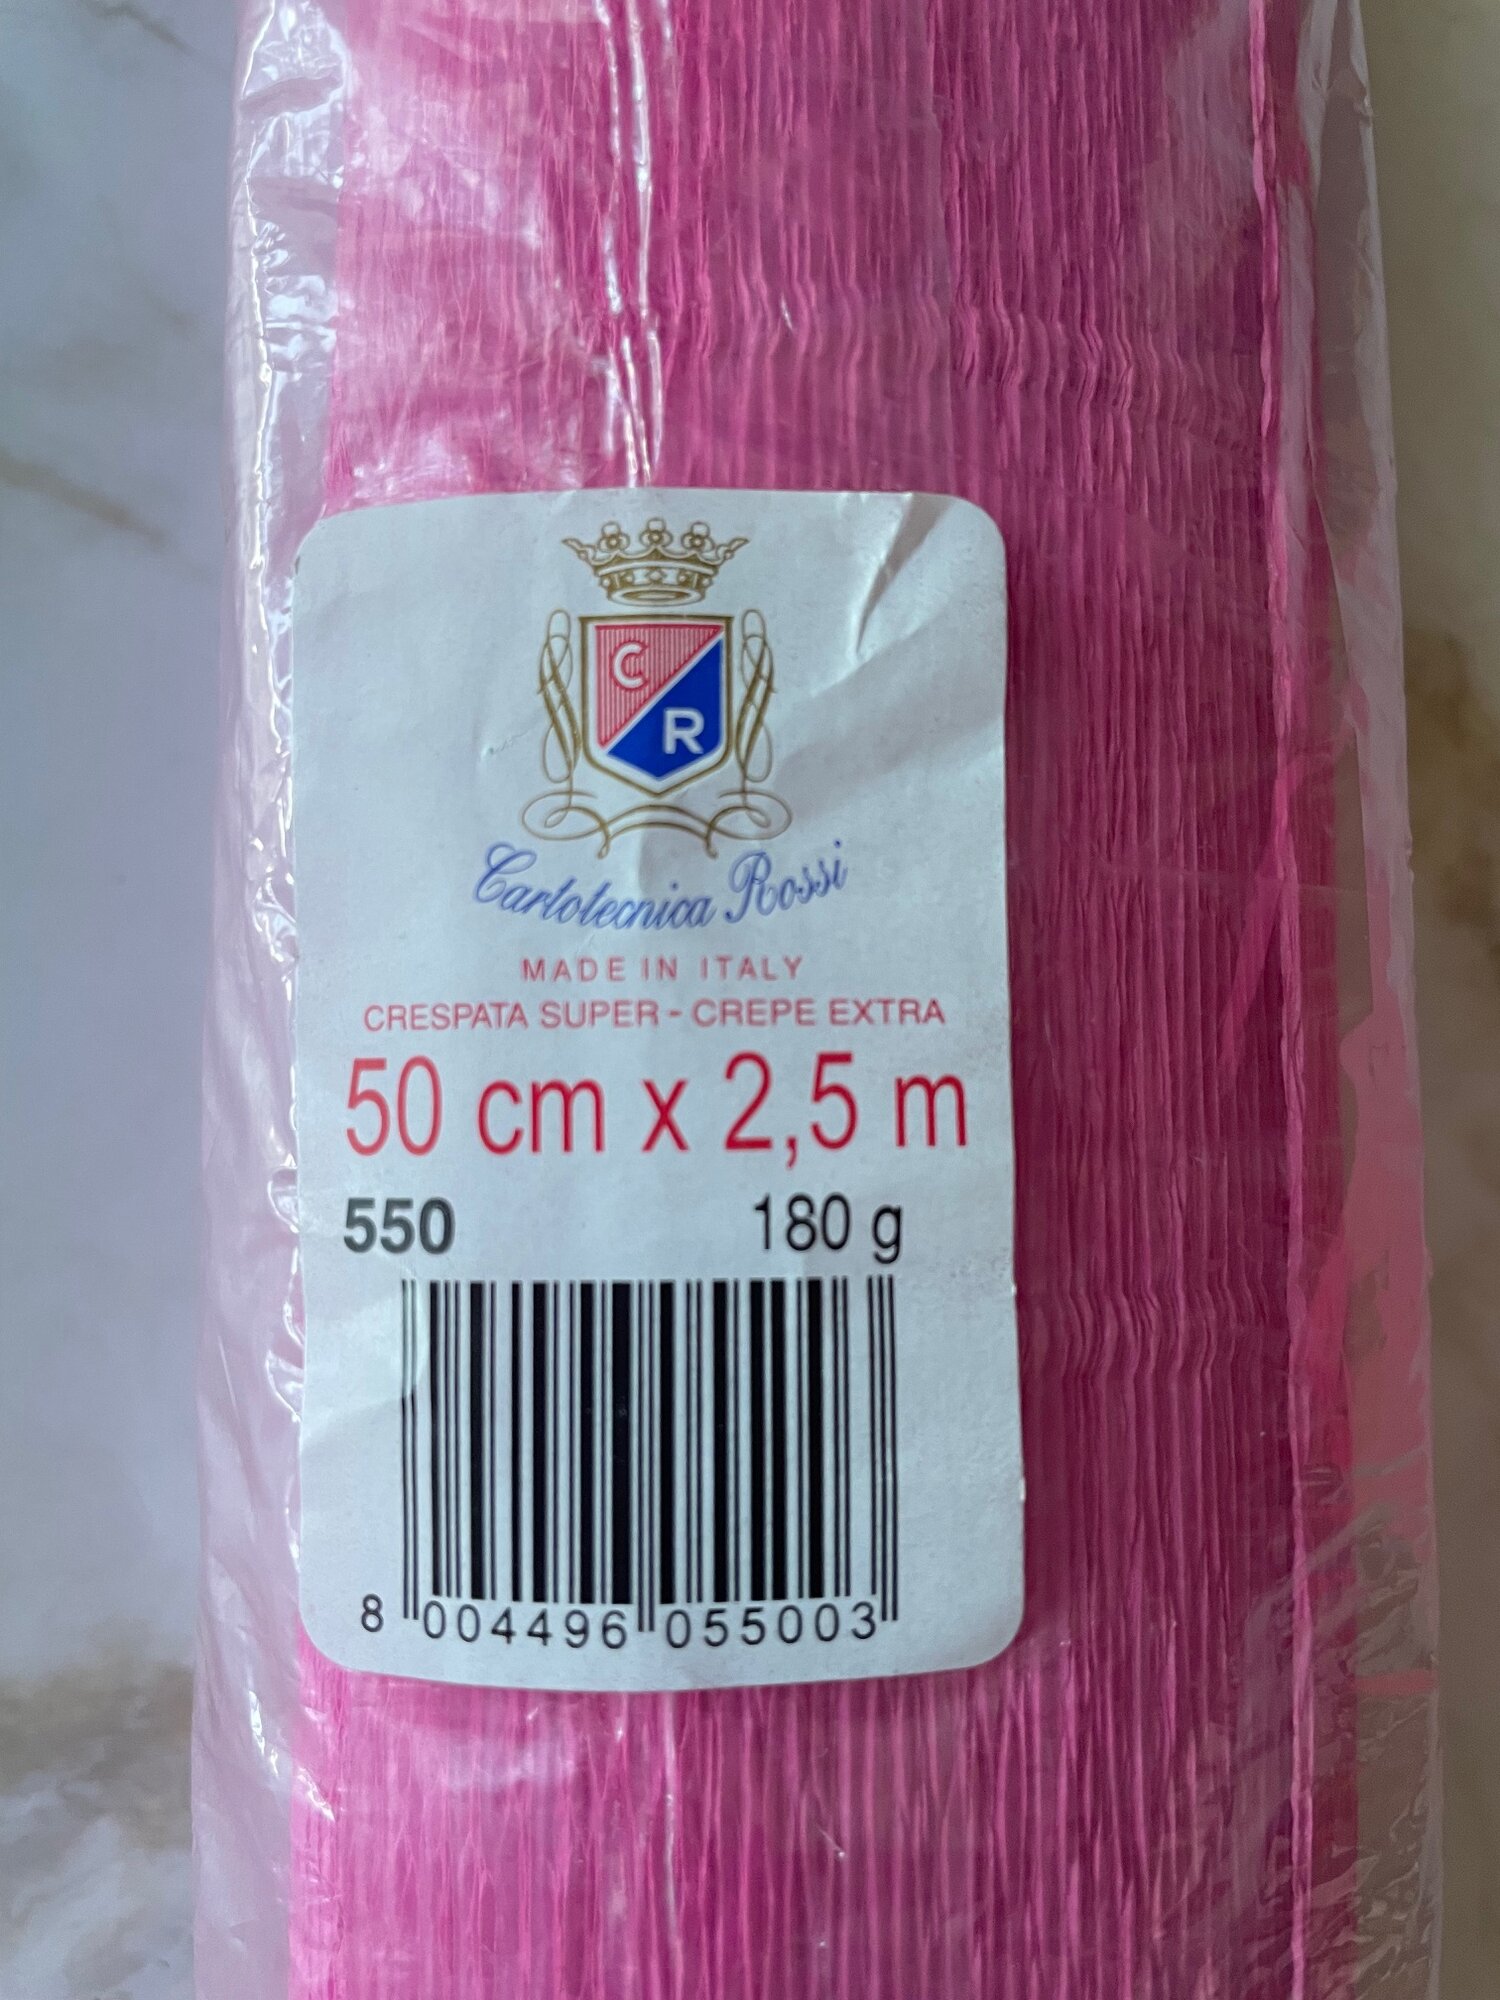 C
R
Cartotecnica Rossi
MADE IN ITALY
CRESPATA SUPER - CREPE EXTRA
50 cm x 2,5 m
550 180 g
8 004496 055003